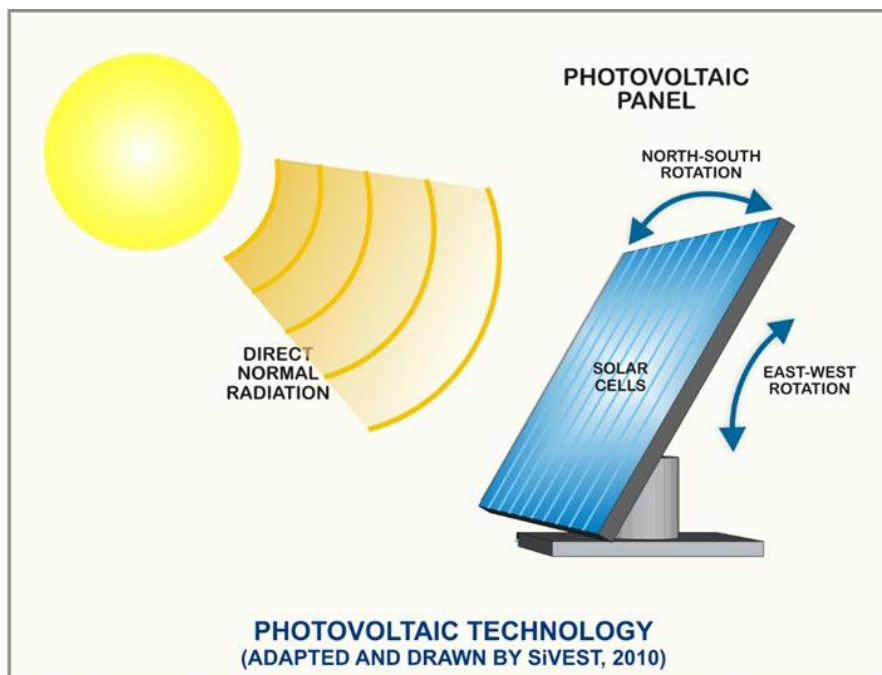 PHOTOVOLTAIC
PANEL
NORTH-SOUTH
ROTATION
DIRECT
NORMAL
RADIATION
SOLAR
CELLS
EAST-WEST
ROTATION
PHOTOVOLTAIC TECHNOLOGY
(ADAPTED AND DRAWN BY SiVEST, 2010)